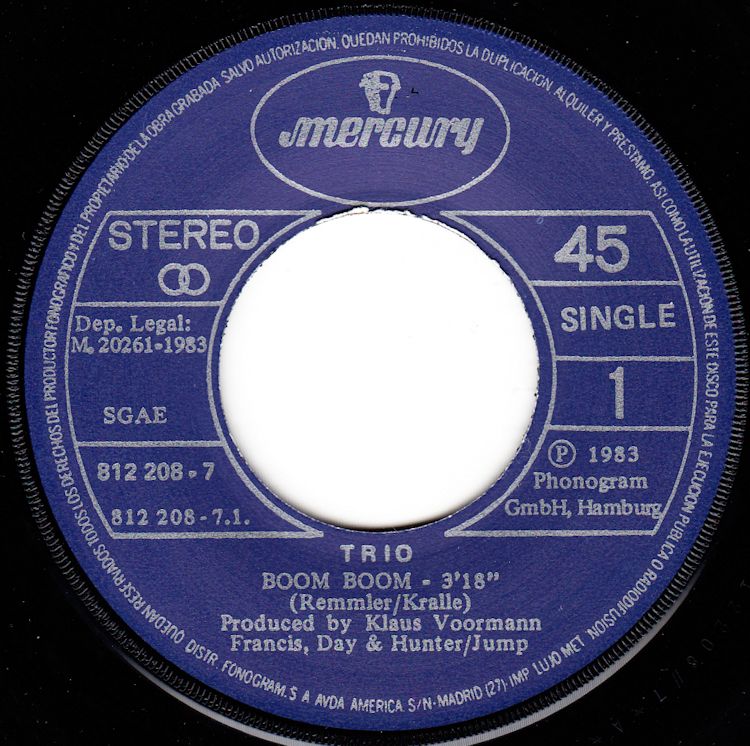 mercury
STEREO
45
SINGLE
Dep. Legal:
M. 20261-1983
1
SGAE
812 208-7
812 208-7.1.
Ⓟ 1983
Phonogram
GmbH, Hamburg
TRIO
BOOM BOOM - 3'18"
(Remmler/Kralle)
Produced by Klaus Voormann
Francis, Day & Hunter/Jump
QUEDAN RESERVADOS TODOS LOS DERECHOS DEL PRODUCTOR FONOGRAFICO Y DEL PROPIETARIO DE LA OBRA GRABADA SALVO AUTORIZACION. QUEDAN PROHIBIDOS LA DUPLICACION, ALQUILER Y PRESTAMO, ASI COMO LA UTILIZACION DE ESTE DISCO PARA LA EJECUCION PUBLICA O RADIODIFUSION
DISTR. FONOGRAM, S A AVDA AMERICA, S/N - MADRID (27) - IMP LUJO MET.